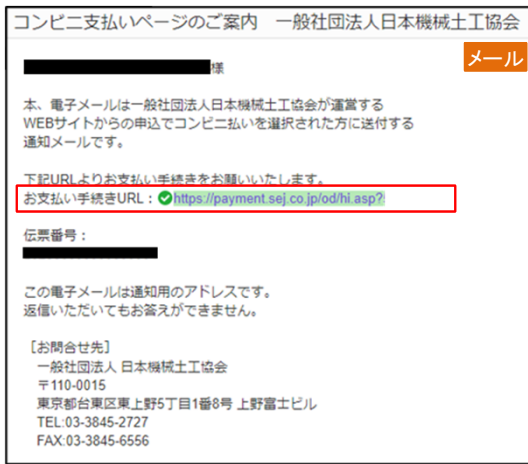 コンビニ支払いページのご案内　一般社団法人日本機械土工協会
メール
様
本、電子メールは一般社団法人日本機械土工協会が運営する
WEBサイトからの申込でコンビニ払いを選択された方に送付する
通知メールです。
下記URLよりお支払い手続きをお願いいたします。
お支払い手続きURL：https://payment.sej.co.jp/od/hi.asp?
伝票番号：
この電子メールは通知用のアドレスです。
返信いただいてもお答えができません。
［お問合せ先］
一般社団法人 日本機械土工協会
〒110-0015
東京都台東区東上野5丁目1番8号 上野富士ビル
TEL:03-3845-2727
FAX:03-3845-6556